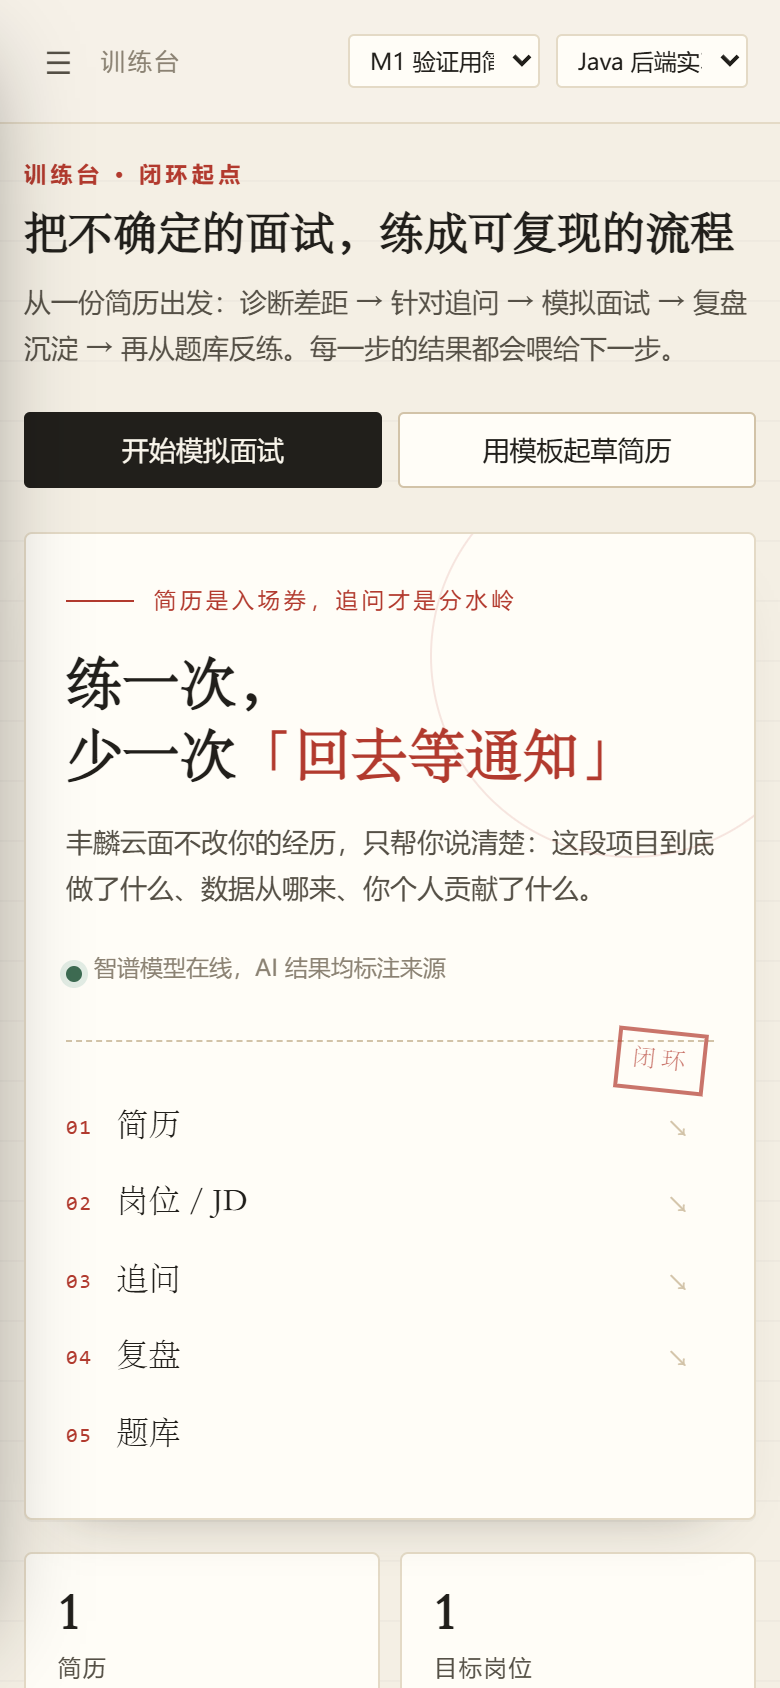 ☰ 训练台 M1 验证用简 Java 后端实
训练台 • 闭环起点
把不确定的面试，练成可复现的流程
从一份简历出发：诊断差距 → 针对追问 → 模拟面试 → 复盘
沉淀 → 再从题库反练。每一步的结果都会喂给下一步。
开始模拟面试 用模板起草简历
简历是入场券，追问才是分水岭
练一次，
少一次「回去等通知」
丰麟云面不改你的经历，只帮你说清楚：这段项目到底
做了什么、数据从哪来、你个人贡献了什么。
智谱模型在线，AI 结果均标注来源
闭环
01 简历 ↘
02 岗位 / JD ↘
03 追问 ↘
04 复盘 ↘
05 题库
1 1
简历 目标岗位